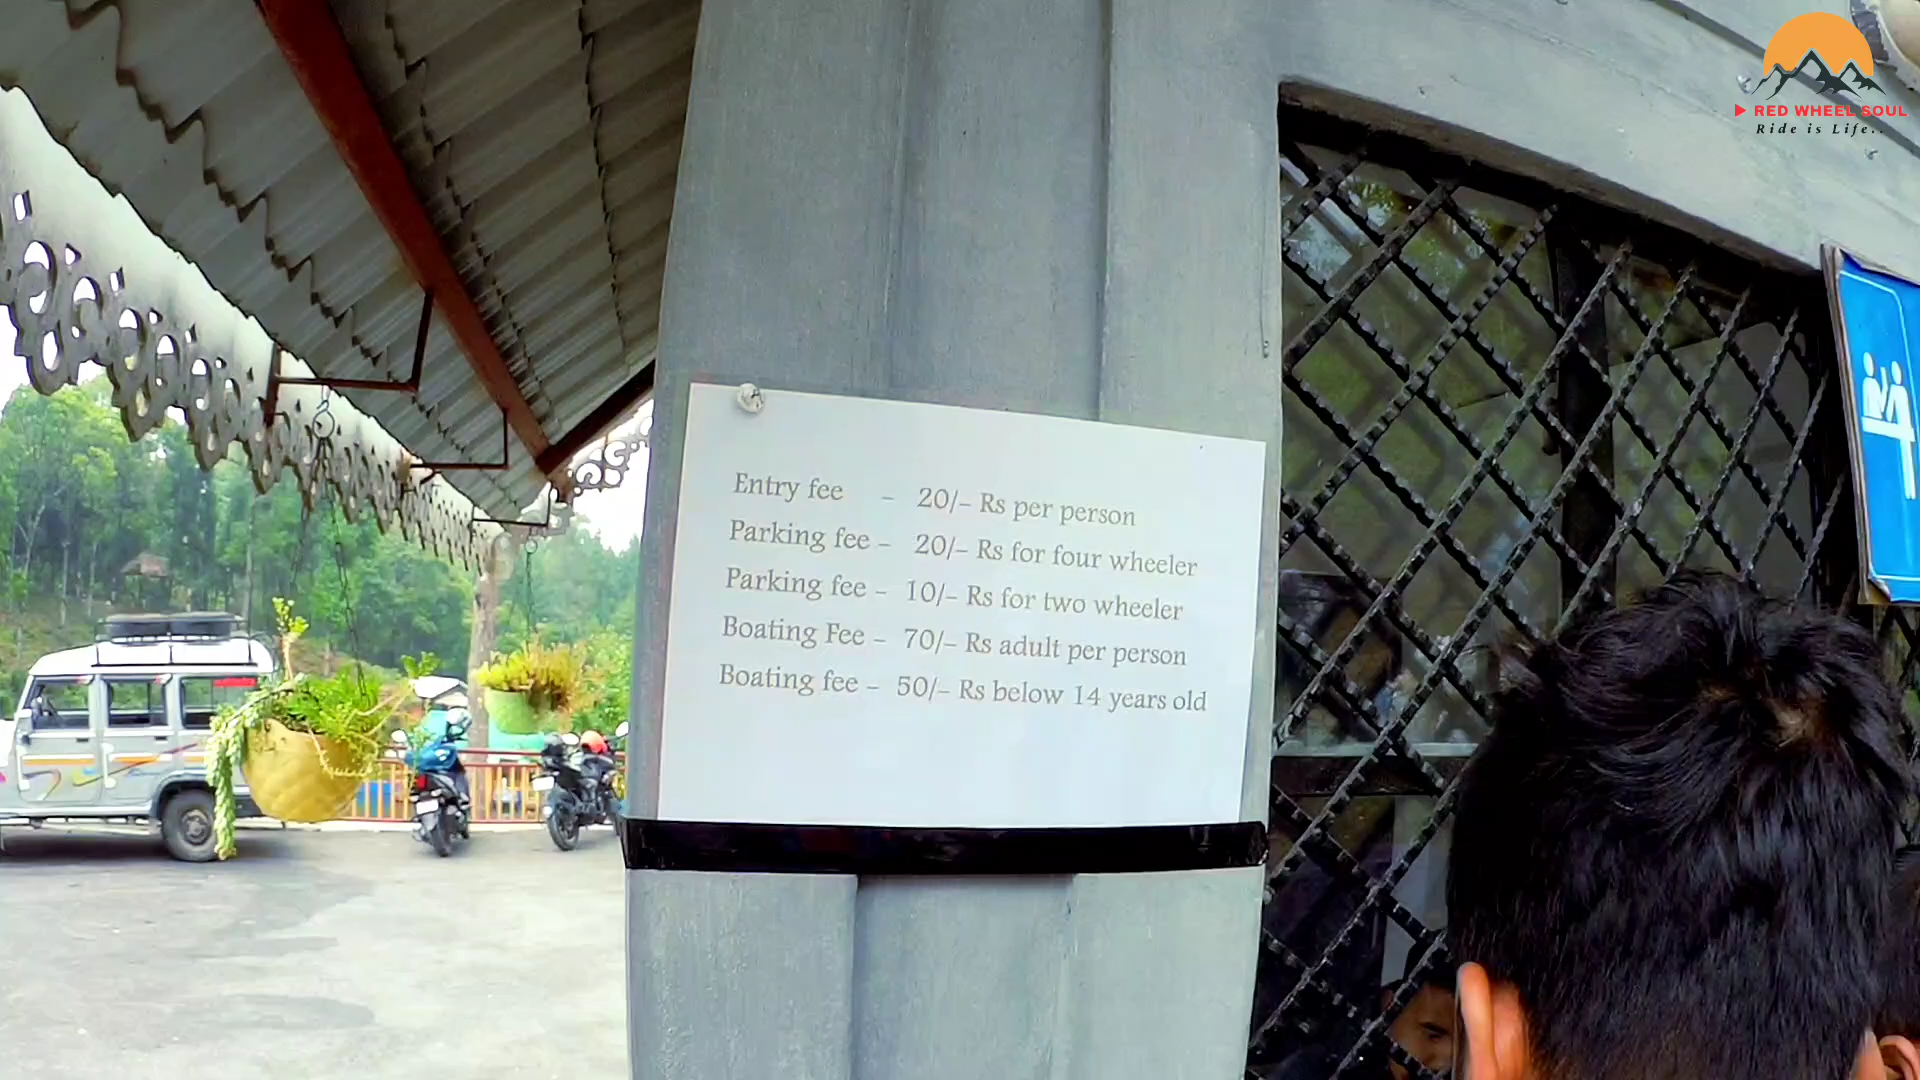 RED WHEEL SOUL
Ride is Life..
Entry fee - 20/- Rs per person
Parking fee - 20/- Rs for four wheeler
Parking fee - 10/- Rs for two wheeler
Boating Fee - 70/- Rs adult per person
Boating fee - 50/- Rs below 14 years old